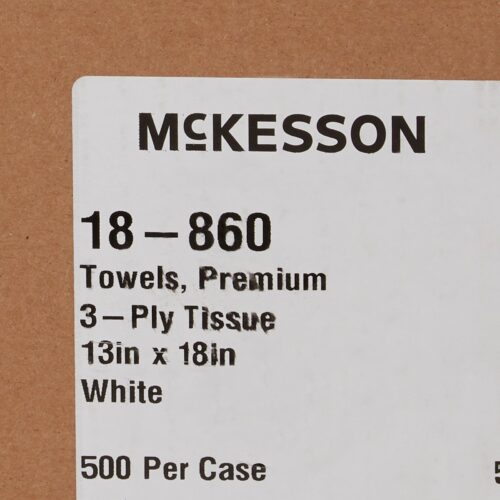 McKESSON
18–860
Towels, Premium
3–Ply Tissue
13in x 18in
White
500 Per Case